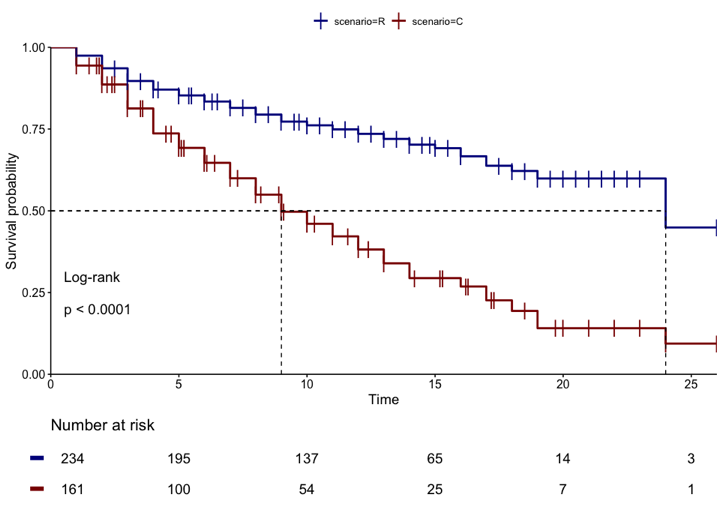 scenario=R scenario=C
Survival probability
1.00
0.75
0.50
0.25
0.00
Log-rank
p < 0.0001
0 5 10 15 20 25
Time
Number at risk
234 195 137 65 14 3
161 100 54 25 7 1